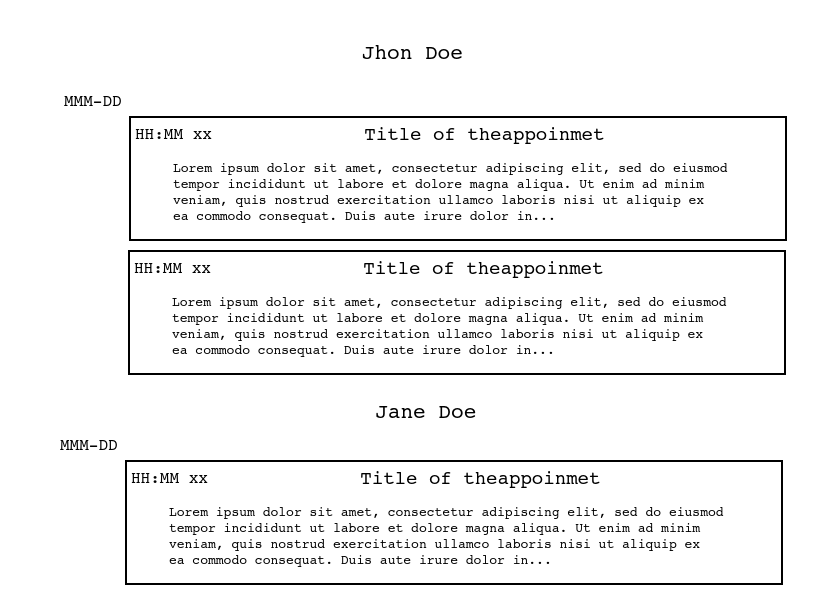 Jhon Doe
MMM-DD
HH:MM xx Title of theappoinmet
Lorem ipsum dolor sit amet, consectetur adipiscing elit, sed do eiusmod
tempor incididunt ut labore et dolore magna aliqua. Ut enim ad minim
veniam, quis nostrud exercitation ullamco laboris nisi ut aliquip ex
ea commodo consequat. Duis aute irure dolor in...
HH:MM xx Title of theappoinmet
Lorem ipsum dolor sit amet, consectetur adipiscing elit, sed do eiusmod
tempor incididunt ut labore et dolore magna aliqua. Ut enim ad minim
veniam, quis nostrud exercitation ullamco laboris nisi ut aliquip ex
ea commodo consequat. Duis aute irure dolor in...
Jane Doe
MMM-DD
HH:MM xx Title of theappoinmet
Lorem ipsum dolor sit amet, consectetur adipiscing elit, sed do eiusmod
tempor incididunt ut labore et dolore magna aliqua. Ut enim ad minim
veniam, quis nostrud exercitation ullamco laboris nisi ut aliquip ex
ea commodo consequat. Duis aute irure dolor in...